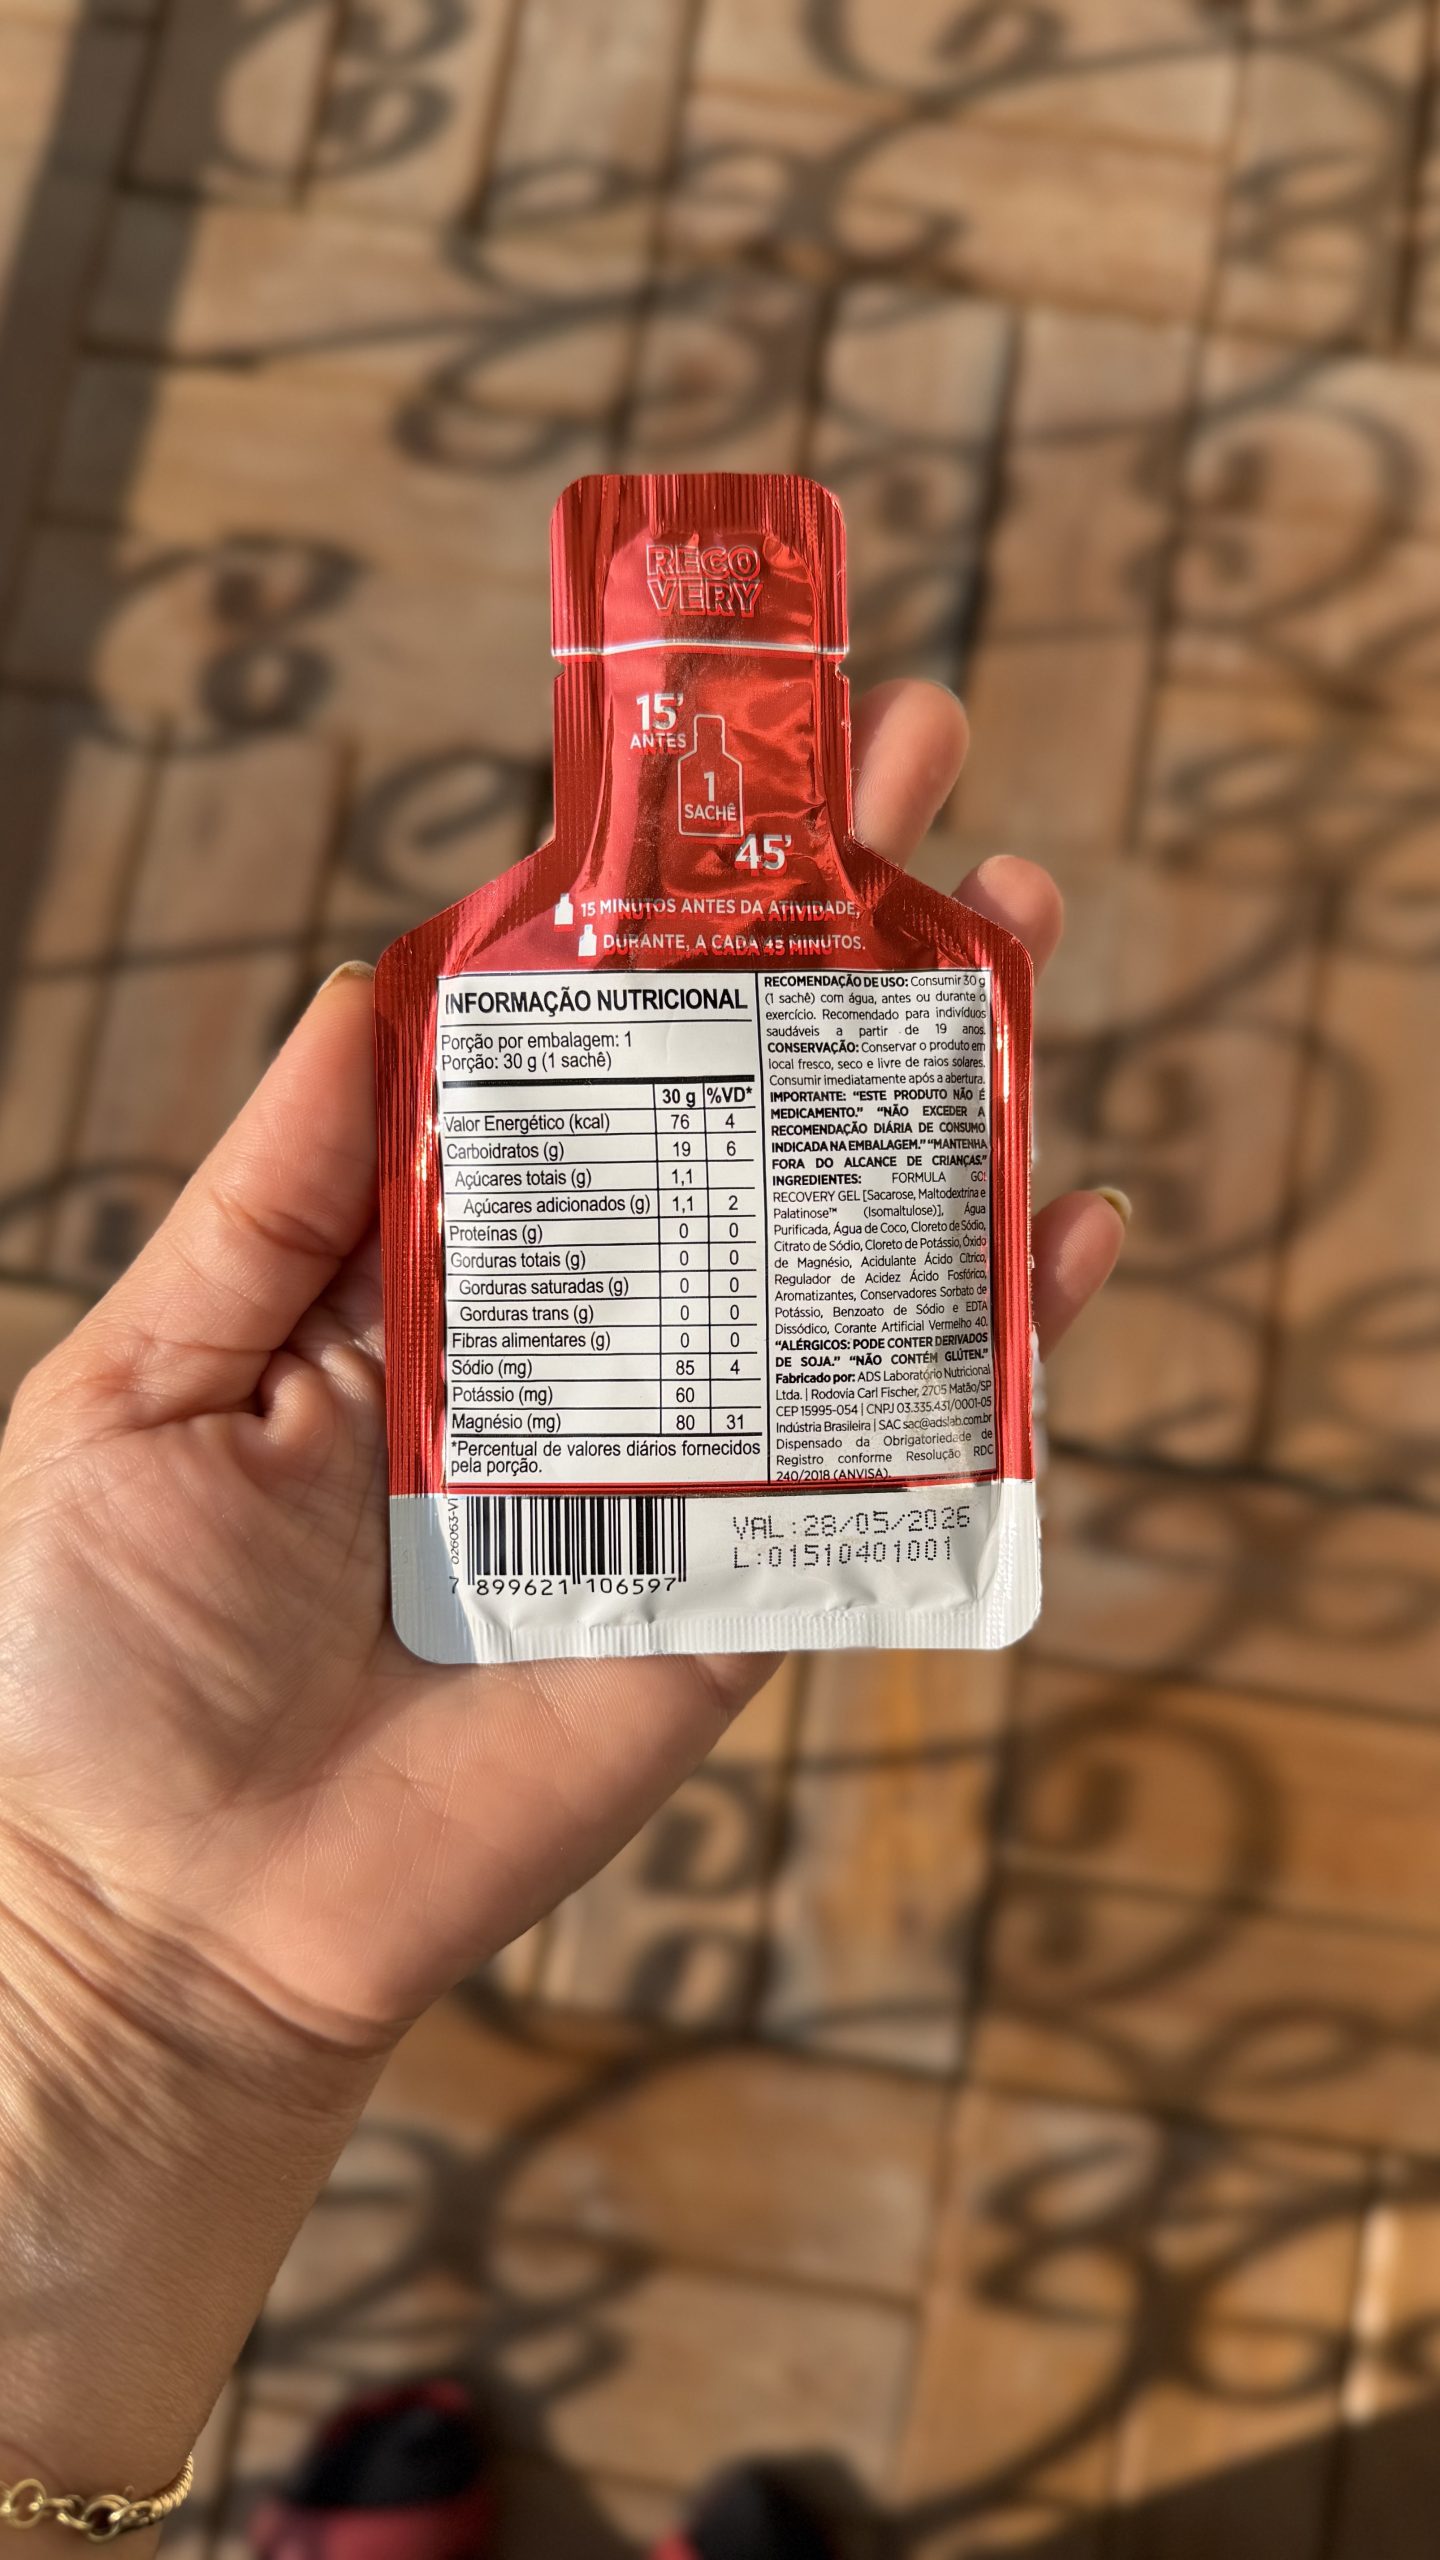 RECO
VERY
15'
ANTES
1
SACHÊ
45'
15 MINUTOS ANTES DA ATIVIDADE,
DURANTE, A CADA 45 MINUTOS.
INFORMAÇÃO NUTRICIONAL
Porção por embalagem: 1
Porção: 30 g (1 sachê)
30 g %VD*
Valor Energético (kcal) 76 4
Carboidratos (g) 19 6
Açúcares totais (g) 1,1
Açúcares adicionados (g) 1,1 2
Proteínas (g) 0 0
Gorduras totais (g) 0 0
Gorduras saturadas (g) 0 0
Gorduras trans (g) 0 0
Fibras alimentares (g) 0 0
Sódio (mg) 85 4
Potássio (mg) 60
Magnésio (mg) 80 31
*Percentual de valores diários fornecidos
pela porção.
RECOMENDAÇÃO DE USO: Consumir 30 g
(1 sachê) com água, antes ou durante o
exercício. Recomendado para indivíduos
saudáveis a partir de 19 anos.
CONSERVAÇÃO: Conservar o produto em
local fresco, seco e livre de raios solares.
Consumir imediatamente após a abertura.
IMPORTANTE: "ESTE PRODUTO NÃO É
MEDICAMENTO." "NÃO EXCEDER A
RECOMENDAÇÃO DIÁRIA DE CONSUMO
INDICADA NA EMBALAGEM." "MANTENHA
FORA DO ALCANCE DE CRIANÇAS."
INGREDIENTES: FORMULA GO!
RECOVERY GEL [Sacarose, Maltodextrina e
Palatinose™ (Isomaltulose)], Água
Purificada, Água de Coco, Cloreto de Sódio,
Citrato de Sódio, Cloreto de Potássio, Óxido
de Magnésio, Acidulante Ácido Cítrico,
Regulador de Acidez Ácido Fosfórico,
Aromatizantes, Conservadores Sorbato de
Potássio, Benzoato de Sódio e EDTA
Dissódico, Corante Artificial Vermelho 40.
"ALÉRGICOS: PODE CONTER DERIVADOS
DE SOJA." "NÃO CONTÉM GLÚTEN."
Fabricado por: ADS Laboratório Nutricional
Ltda. | Rodovia Carl Fischer, 2705 Matão/SP
CEP 15995-054 | CNPJ 03.335.431/0001-05
Indústria Brasileira | SAC sac@adslab.com.br
Dispensado da Obrigatoriedade de
Registro conforme Resolução RDC
240/2018 (ANVISA).
026063-V1
7 899621 106597
VAL:28/05/2026
L:01510401001